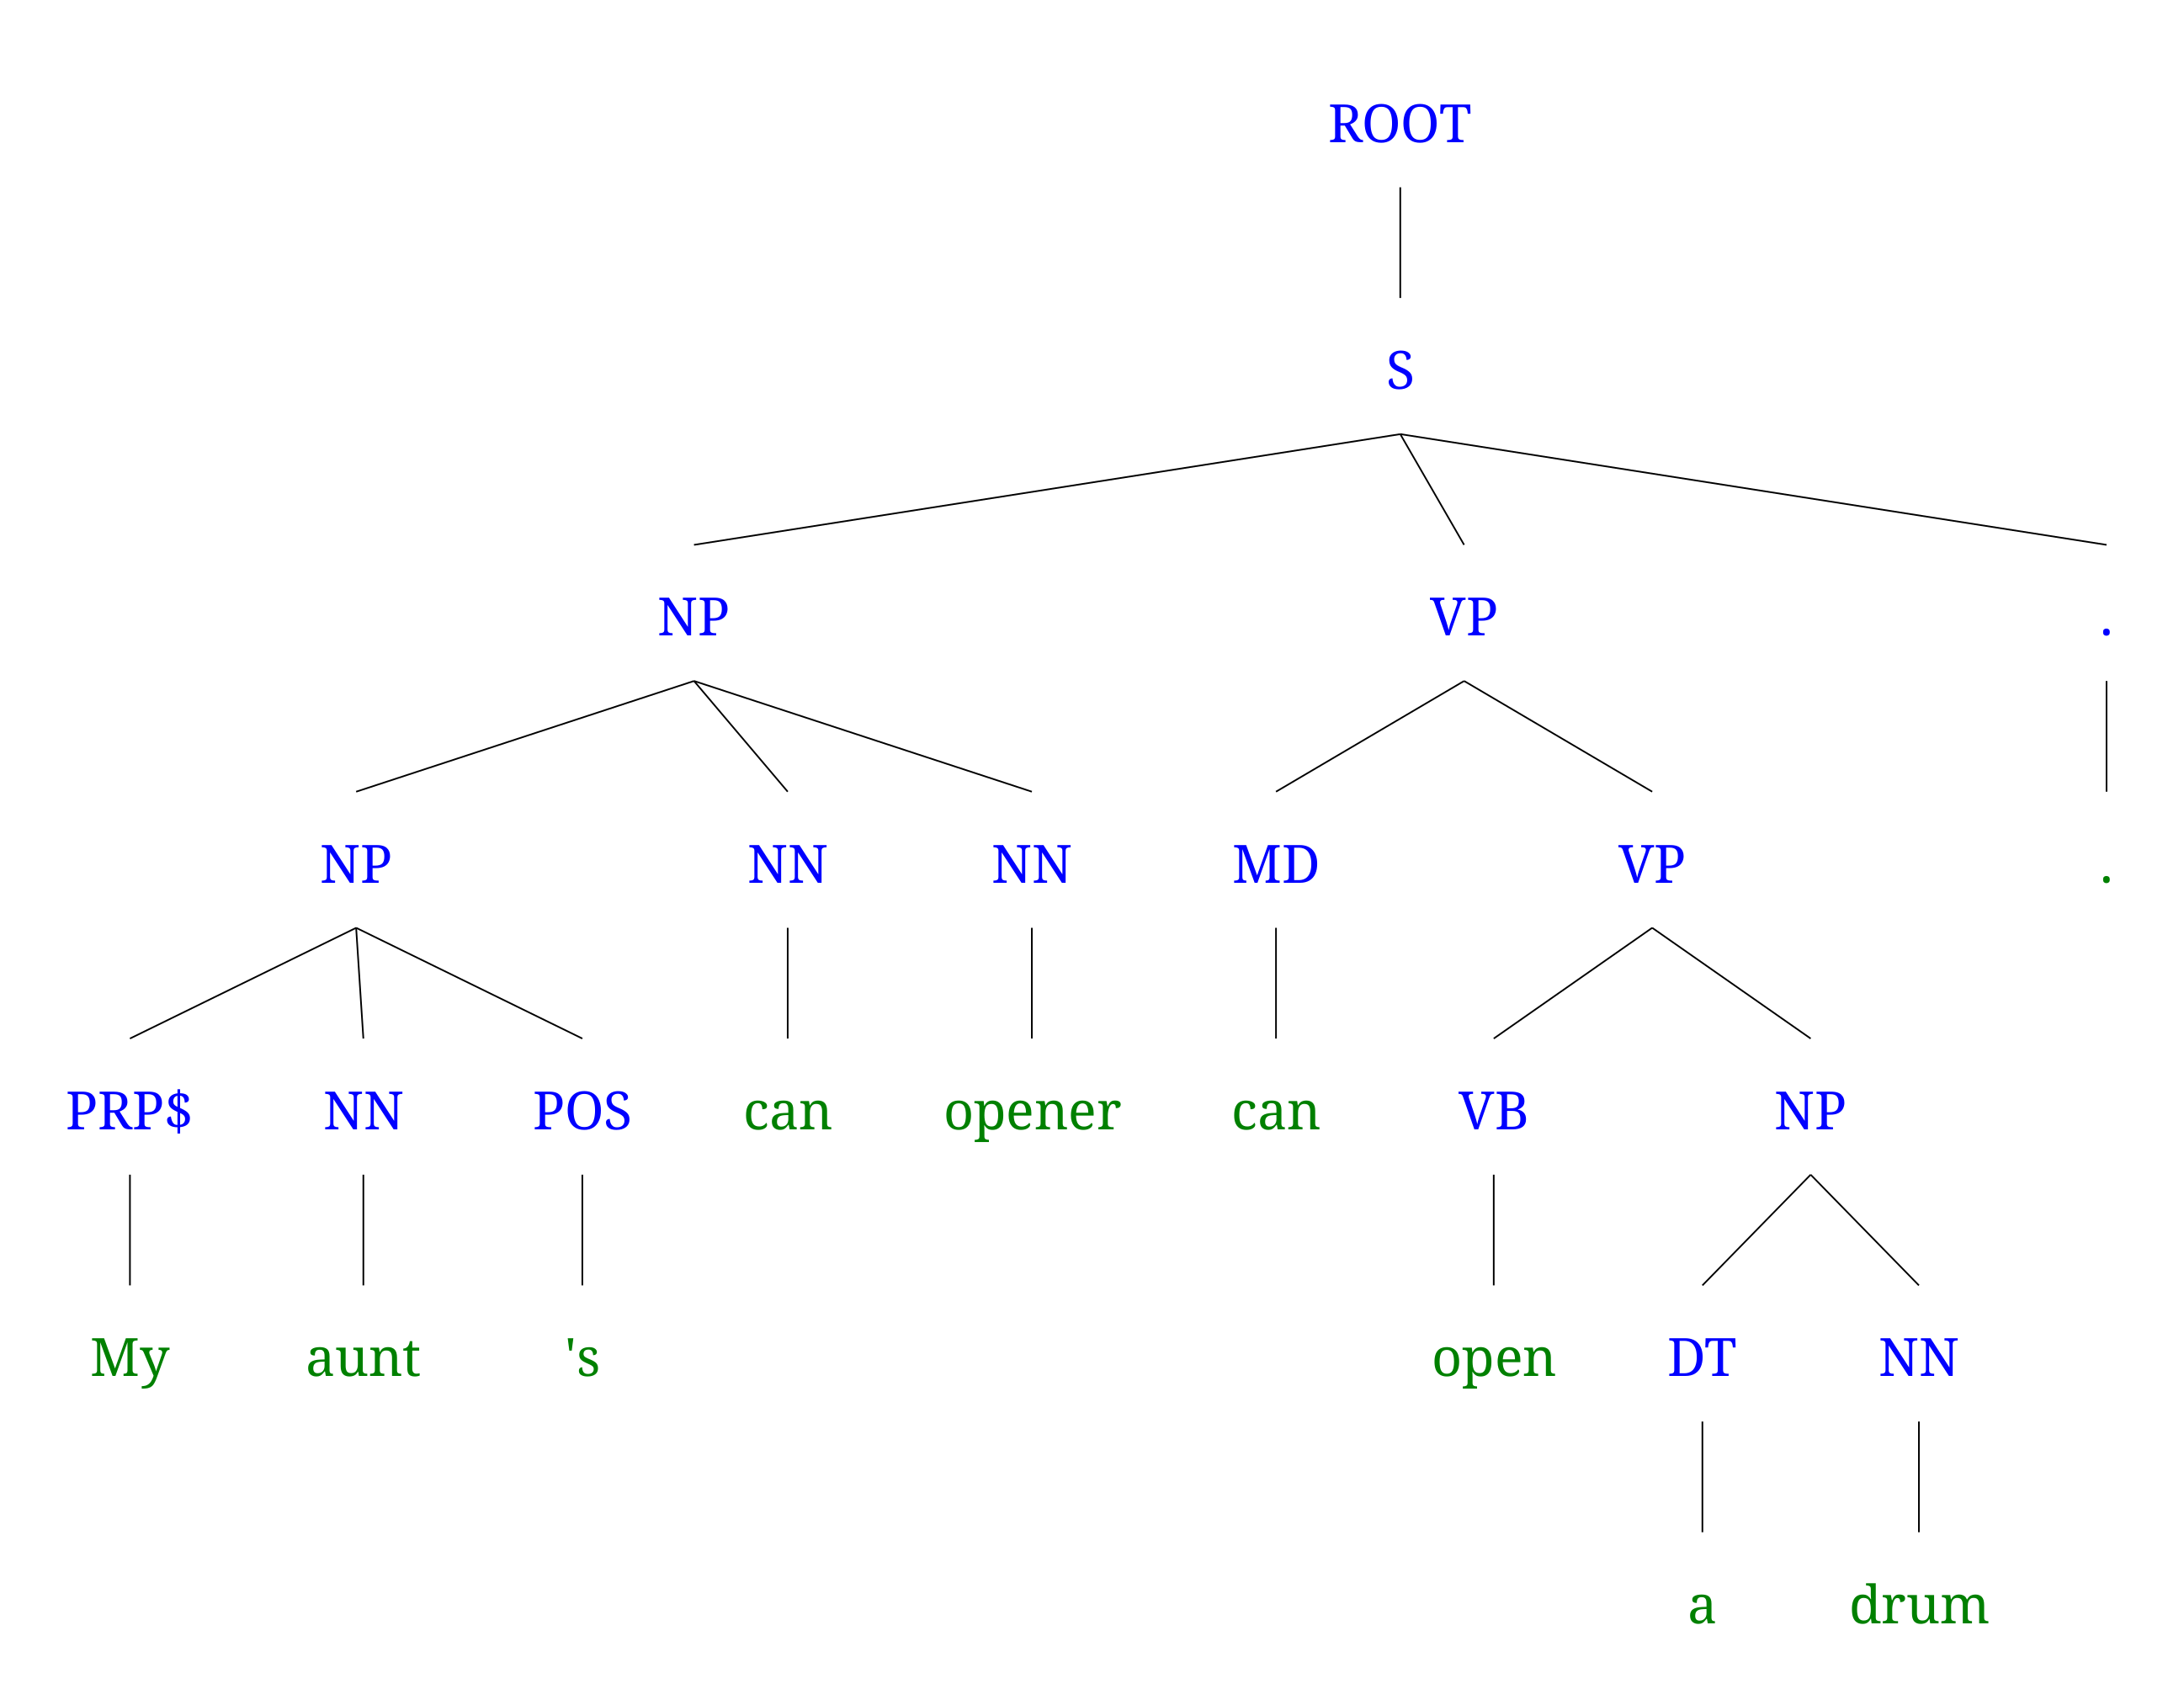 ROOT
S
NP VP .
NP NN NN MD VP .
PRP$ NN POS can opener can VB NP
My aunt 's open DT NN
a drum